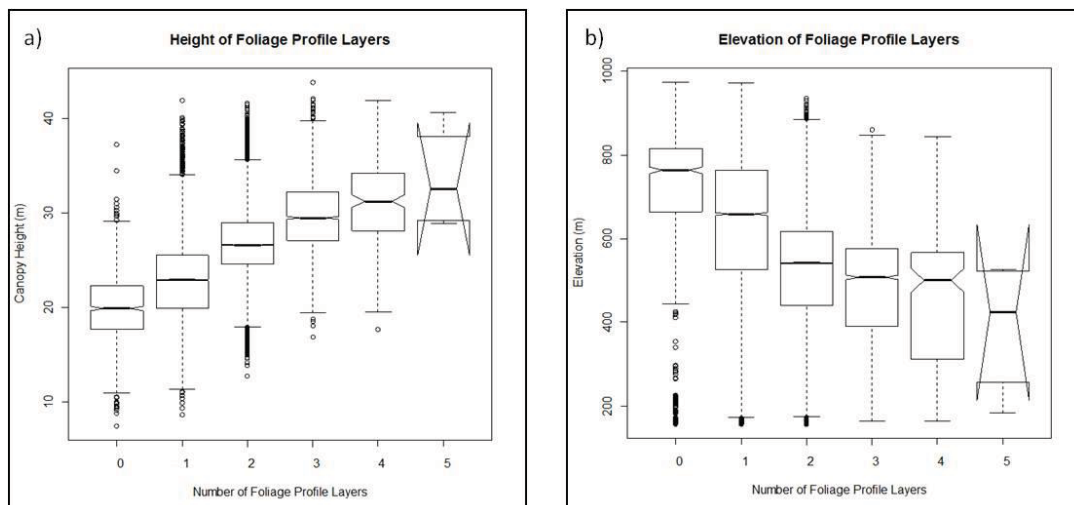 a)
Height of Foliage Profile Layers
Canopy Height (m)
40
30
20
10
0 1 2 3 4 5
Number of Foliage Profile Layers
b)
Elevation of Foliage Profile Layers
Elevation (m)
1000
800
600
400
200
0 1 2 3 4 5
Number of Foliage Profile Layers